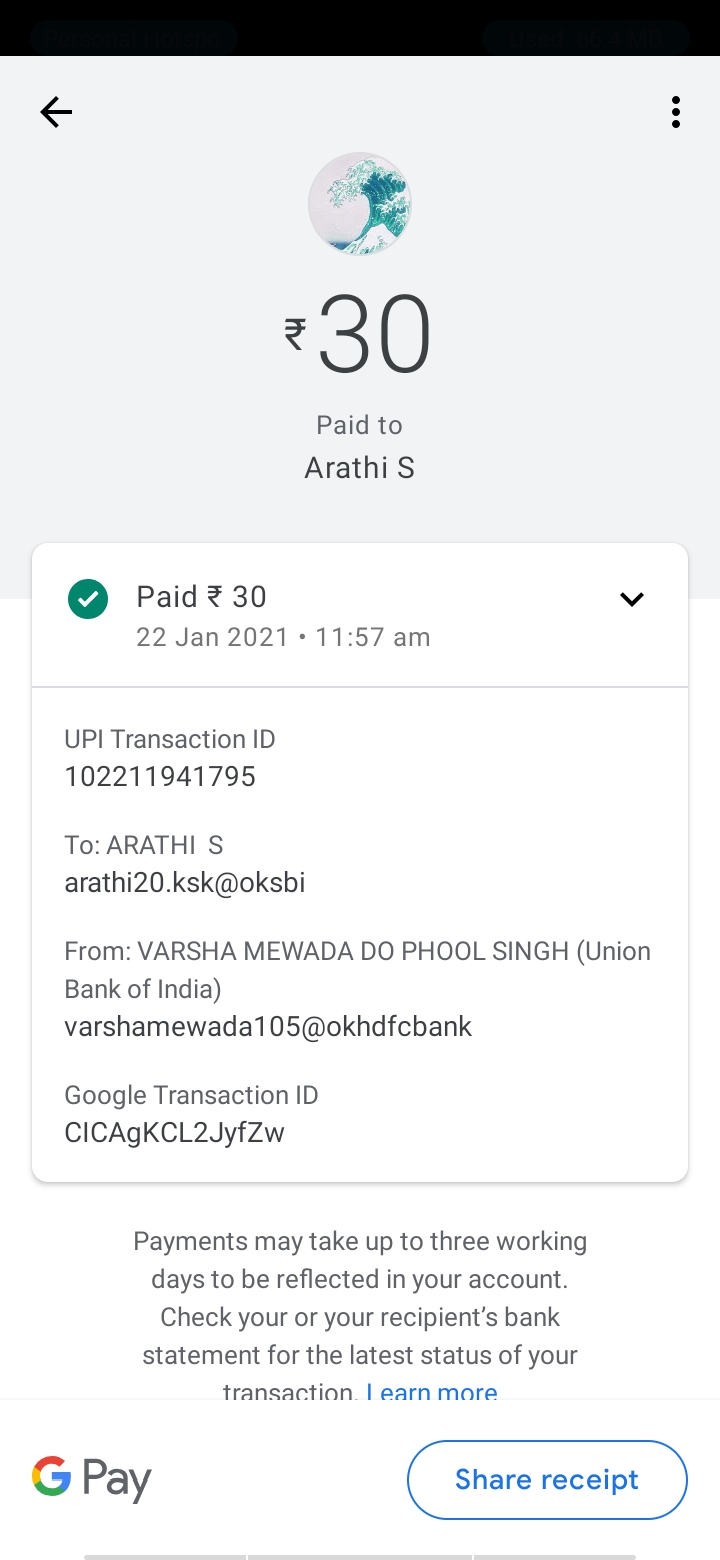 ₹30
Paid to
Arathi S
Paid ₹ 30
22 Jan 2021 • 11:57 am
UPI Transaction ID
102211941795
To: ARATHI S
arathi20.ksk@oksbi
From: VARSHA MEWADA DO PHOOL SINGH (Union
Bank of India)
varshamewada105@okhdfcbank
Google Transaction ID
CICAgKCL2JyfZw
Payments may take up to three working
days to be reflected in your account.
Check your or your recipient’s bank
statement for the latest status of your
transaction. Learn more
G Pay
Share receipt